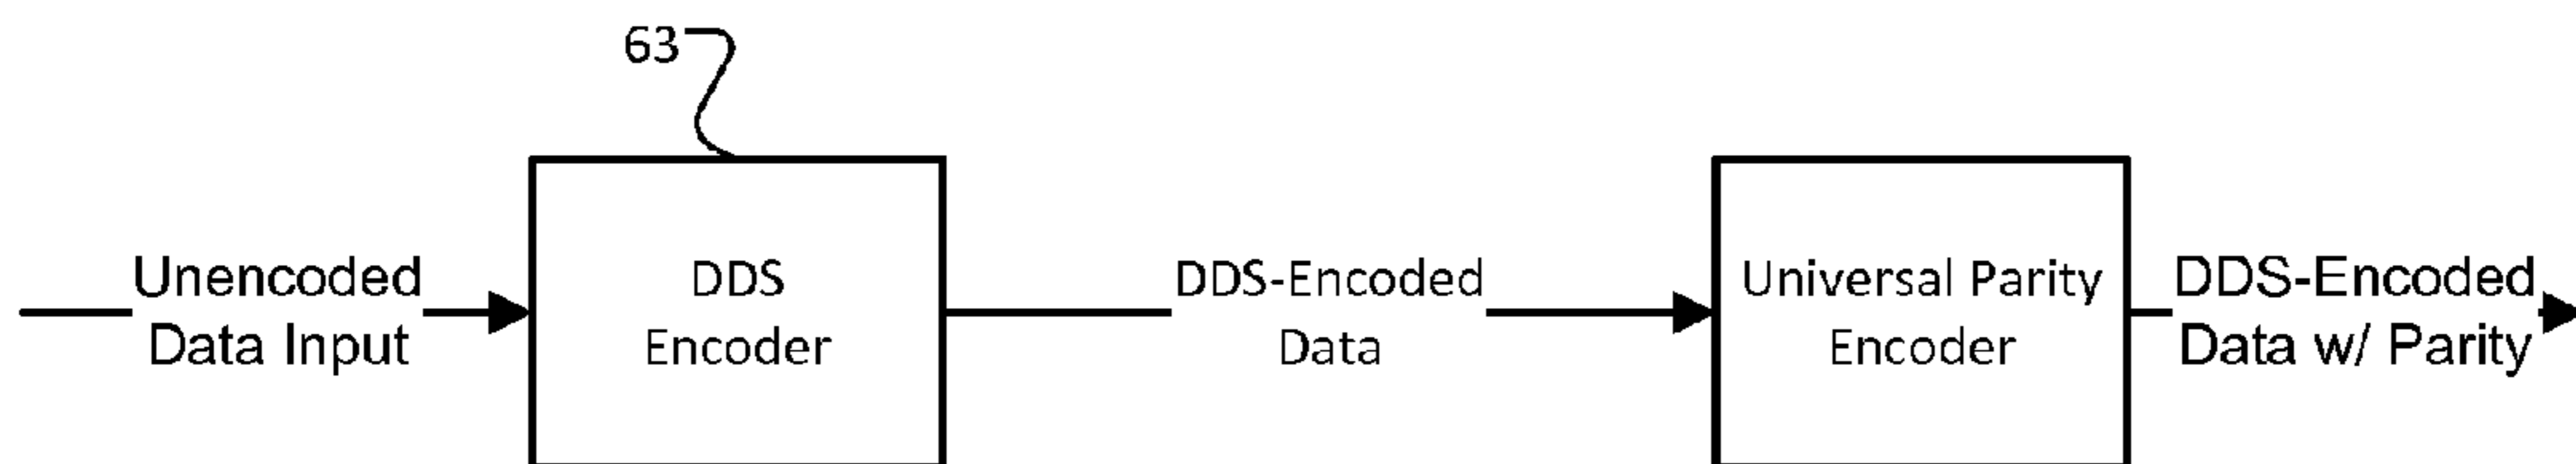 63
Unencoded
Data Input
DDS
Encoder
DDS-Encoded
Data
Universal Parity
Encoder
DDS-Encoded
Data w/ Parity